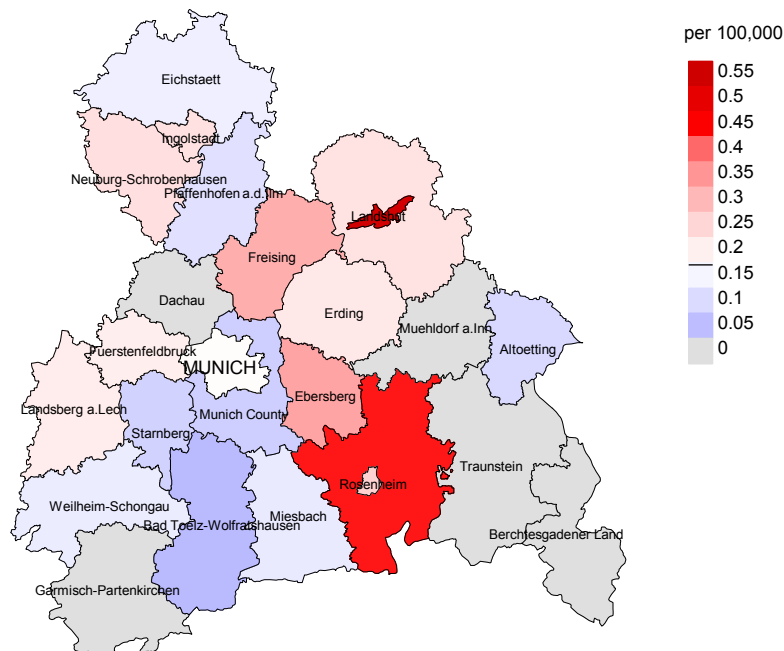 per 100,000
0.55
0.5
0.45
0.4
0.35
0.3
0.25
0.2
0.15
0.1
0.05
0
Eichstaett
Ingolstadt
Neuburg-Schrobenhausen
Pfaffenhofen a.d.Ilm
Landshut
Freising
Dachau
Erding
Muehldorf a.Inn
Altoetting
Fuerstenfeldbruck
MUNICH
Ebersberg
Landsberg a.Lech
Starnberg
Munich County
Traunstein
Rosenheim
Weilheim-Schongau
Miesbach
Bad Toelz-Wolfratshausen
Berchtesgadener Land
Garmisch-Partenkirchen